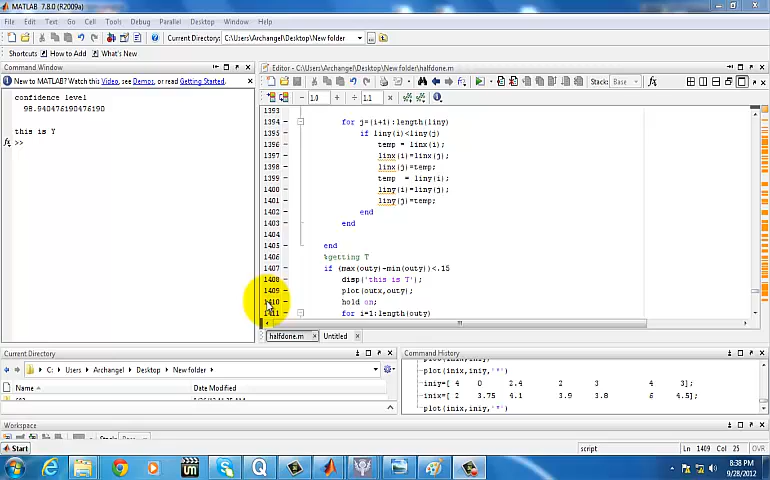 MATLAB 7.8.0 (R2009a)
File Edit Text Go Cell Tools Debug Parallel Desktop Window Help
Current Directory: C:\Users\Archangel\Desktop\New folder
Shortcuts How to Add What's New
Command Window
New to MATLAB? Watch this Video, see Demos, or read Getting Started.
confidence level
98.940476190476190
this is Y
>>
Editor - C:\Users\Archangel\Desktop\New folder\halfdone.m
Stack: Base
1.0 1.1
1393
1394 for j=(i+1):length(liny)
1395 if liny(i)<liny(j)
1396 temp = linx(i);
1397 linx(i)=linx(j);
1398 linx(j)=temp;
1399 temp = liny(i);
1400 liny(i)=liny(j);
1401 liny(j)=temp;
1402 end
1403 end
1404
1405 end
1406 %getting T
1407 if (max(outy)-min(outy))<.15
1408 disp('this is T');
1409 plot(outx,outy);
1410 hold on;
1411 for i=1:length(outy)
halfdone.m Untitled
Current Directory
C: Users Archangel Desktop New folder
Name Date Modified
Command History
plot(inix,iniy,'*')
iniy=[ 4 0 2.4 2 3 4 3];
inix=[ 2 3.75 4.1 3.9 3.8 6 4.5];
plot(inix,iniy,'*')
Workspace
Base
Start
script Ln 1409 Col 25 OVR
8:38 PM
9/28/2012